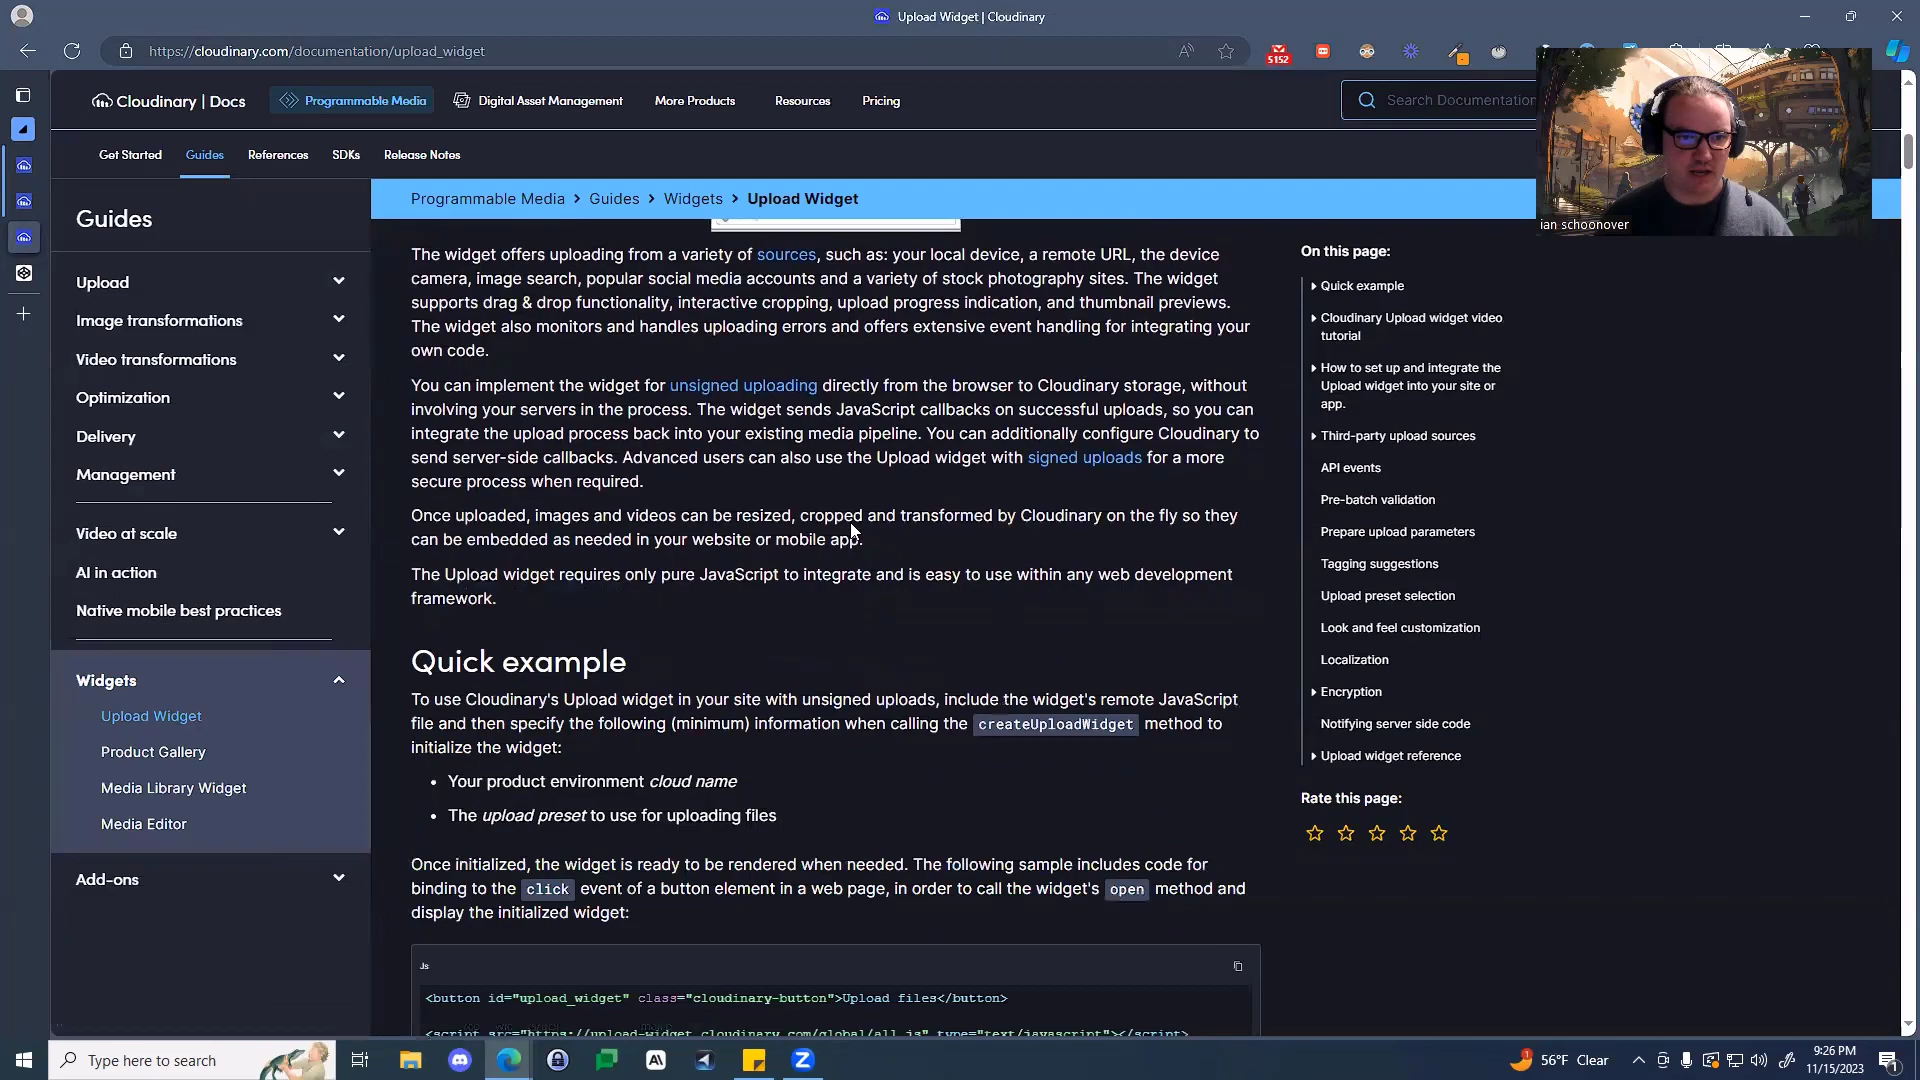 Upload Widget | Cloudinary
https://cloudinary.com/documentation/upload_widget
5152
Cloudinary | Docs
Programmable Media
Digital Asset Management
More Products
Resources
Pricing
Search Documentation
Get Started
Guides
References
SDKs
Release Notes
ian schoonover
Guides
Upload
Image transformations
Video transformations
Optimization
Delivery
Management
Video at scale
AI in action
Native mobile best practices
Widgets
Upload Widget
Product Gallery
Media Library Widget
Media Editor
Add-ons
Programmable Media > Guides > Widgets > Upload Widget
The widget offers uploading from a variety of sources, such as: your local device, a remote URL, the device
camera, image search, popular social media accounts and a variety of stock photography sites. The widget
supports drag & drop functionality, interactive cropping, upload progress indication, and thumbnail previews.
The widget also monitors and handles uploading errors and offers extensive event handling for integrating your
own code.
You can implement the widget for unsigned uploading directly from the browser to Cloudinary storage, without
involving your servers in the process. The widget sends JavaScript callbacks on successful uploads, so you can
integrate the upload process back into your existing media pipeline. You can additionally configure Cloudinary to
send server-side callbacks. Advanced users can also use the Upload widget with signed uploads for a more
secure process when required.
Once uploaded, images and videos can be resized, cropped and transformed by Cloudinary on the fly so they
can be embedded as needed in your website or mobile app.
The Upload widget requires only pure JavaScript to integrate and is easy to use within any web development
framework.
Quick example
To use Cloudinary's Upload widget in your site with unsigned uploads, include the widget's remote JavaScript
file and then specify the following (minimum) information when calling the createUploadWidget method to
initialize the widget:
• Your product environment cloud name
• The upload preset to use for uploading files
Once initialized, the widget is ready to be rendered when needed. The following sample includes code for
binding to the click event of a button element in a web page, in order to call the widget's open method and
display the initialized widget:
Js
<button id="upload_widget" class="cloudinary-button">Upload files</button>
<script src="https://upload-widget.cloudinary.com/global/all.js" type="text/javascript"></script>
On this page:
Quick example
Cloudinary Upload widget video
tutorial
How to set up and integrate the
Upload widget into your site or
app.
Third-party upload sources
API events
Pre-batch validation
Prepare upload parameters
Tagging suggestions
Upload preset selection
Look and feel customization
Localization
Encryption
Notifying server side code
Upload widget reference
Rate this page:
Type here to search
56°F Clear
9:26 PM
11/15/2023
1